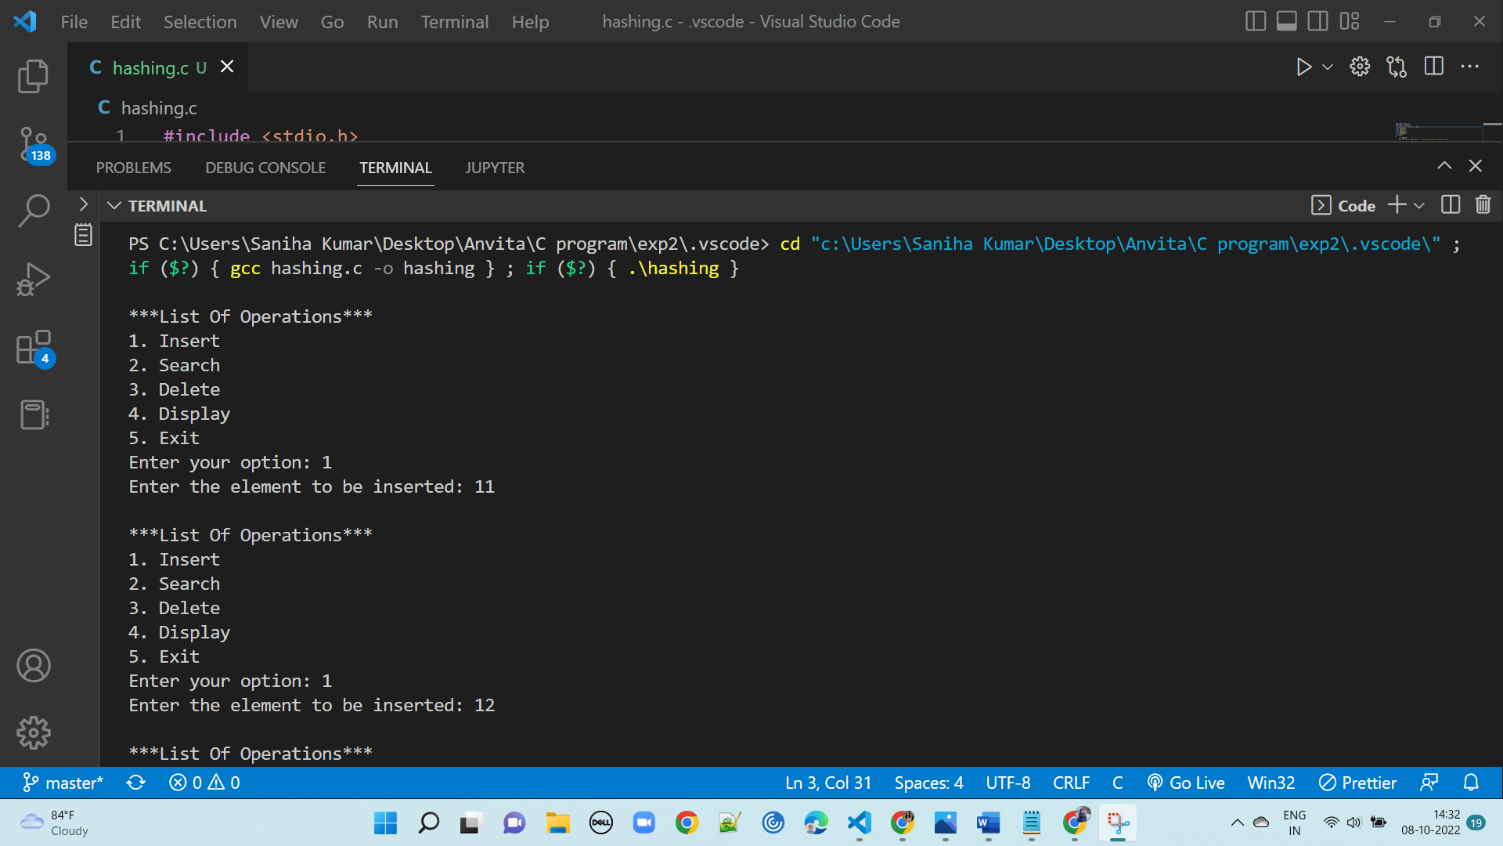 File Edit Selection View Go Run Terminal Help hashing.c - .vscode - Visual Studio Code
C hashing.c U
C hashing.c
1 #include <stdio.h>
138
PROBLEMS DEBUG CONSOLE TERMINAL JUPYTER
TERMINAL Code
PS C:\Users\Saniha Kumar\Desktop\Anvita\C program\exp2\.vscode> cd "c:\Users\Saniha Kumar\Desktop\Anvita\C program\exp2\.vscode\" ;
if ($?) { gcc hashing.c -o hashing } ; if ($?) { .\hashing }
***List Of Operations***
1. Insert
2. Search
4
3. Delete
4. Display
5. Exit
Enter your option: 1
Enter the element to be inserted: 11
***List Of Operations***
1. Insert
2. Search
3. Delete
4. Display
5. Exit
Enter your option: 1
Enter the element to be inserted: 12
***List Of Operations***
master* 0 0 Ln 3, Col 31 Spaces: 4 UTF-8 CRLF C Go Live Win32 Prettier
84°F
Cloudy
DELL
ENG
IN
14:32
08-10-2022
19